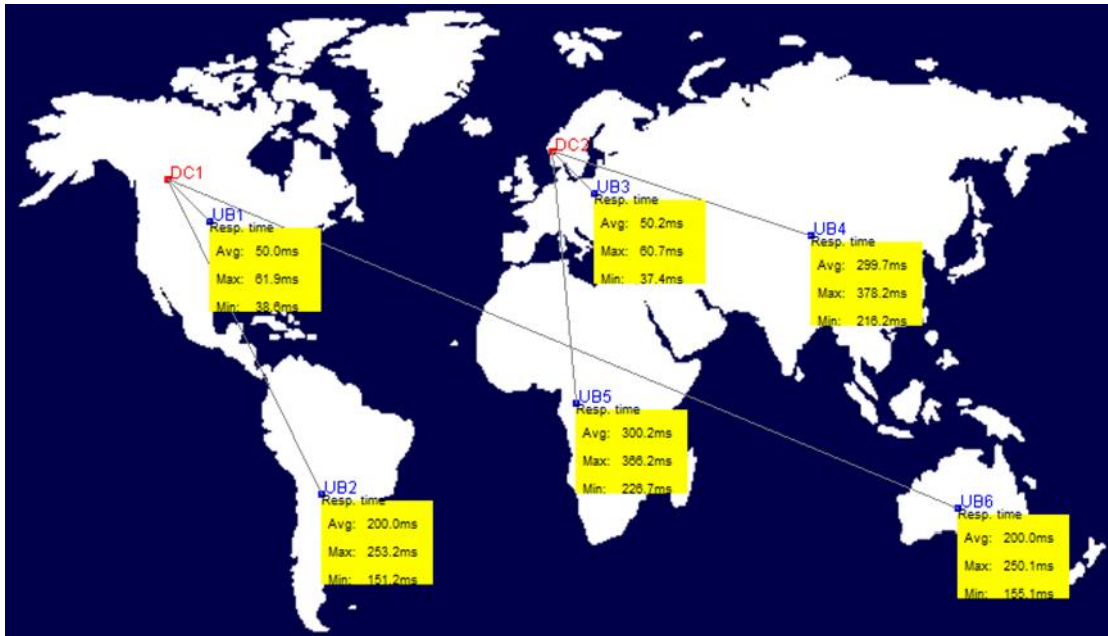 DC1
DC2
UB1
Resp. time
Avg: 50.0ms
Max: 61.9ms
Min: 38.6ms
UB3
Resp. time
Avg: 50.2ms
Max: 60.7ms
Min: 37.4ms
UB4
Resp. time
Avg: 299.7ms
Max: 378.2ms
Min: 216.2ms
UB5
Resp. time
Avg: 300.2ms
Max: 366.2ms
Min: 226.7ms
UB2
Resp. time
Avg: 200.0ms
Max: 253.2ms
Min: 151.2ms
UB6
Resp. time
Avg: 200.0ms
Max: 250.1ms
Min: 155.1ms